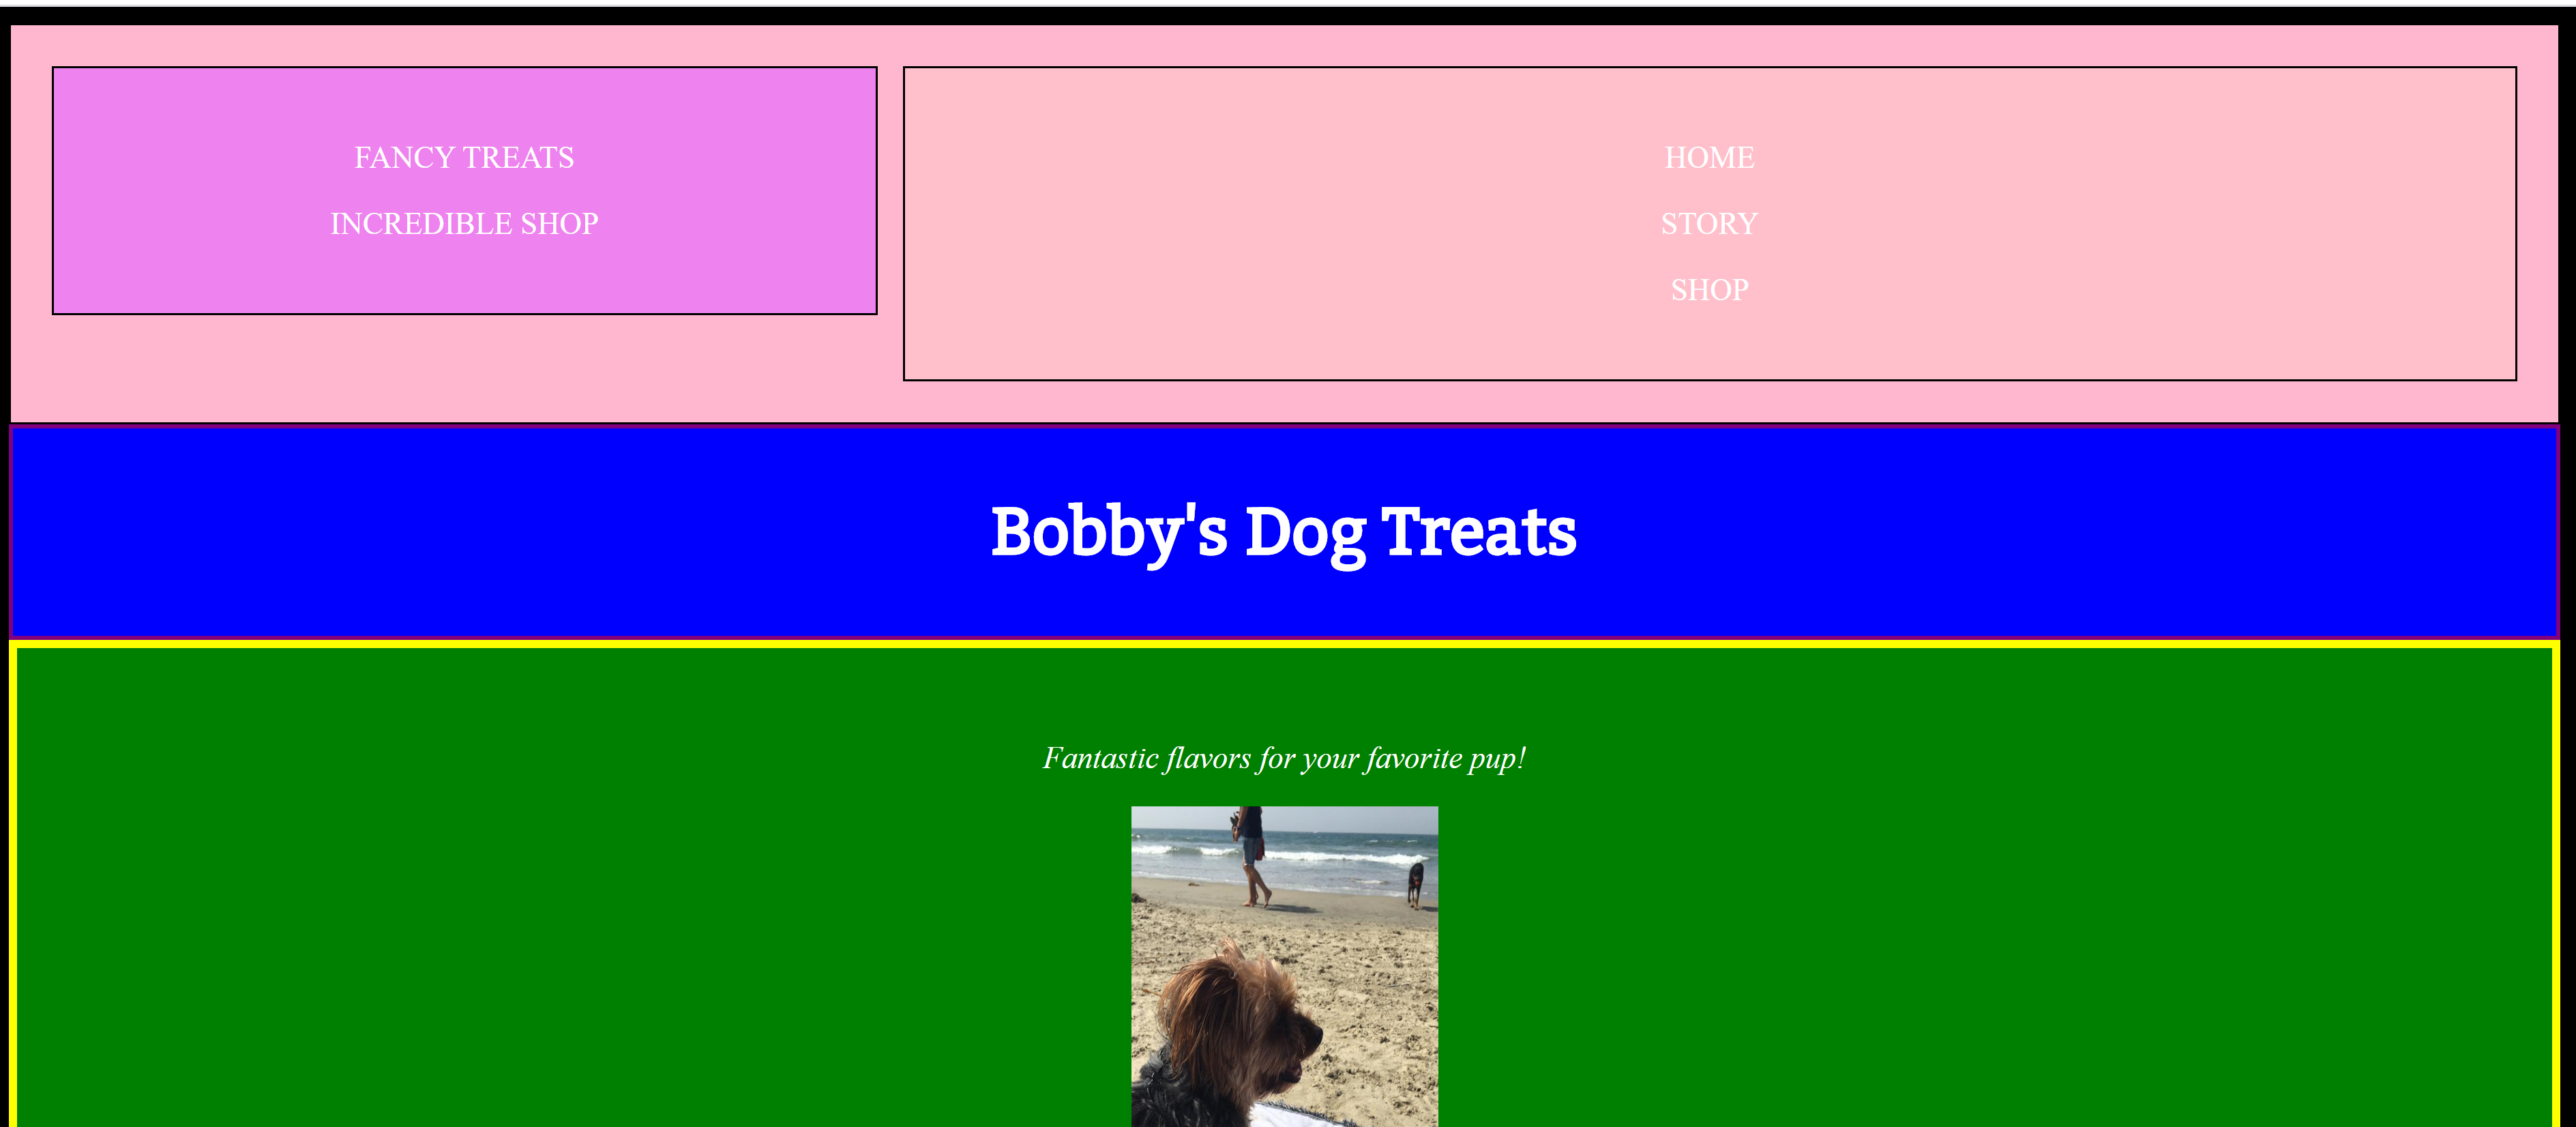 FANCY TREATS
INCREDIBLE SHOP
HOME
STORY
SHOP
Bobby's Dog Treats
Fantastic flavors for your favorite pup!